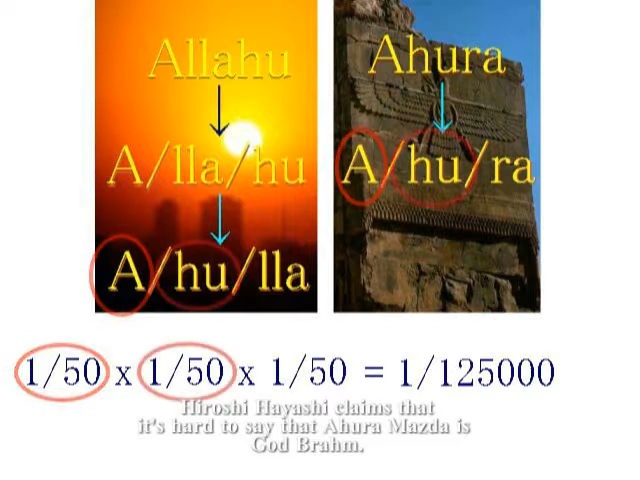 Allahu
A/lla/hu
A/hu/lla
Ahura
A/hu/ra
1/50 x 1/50 x 1/50 = 1/125000
Hiroshi Hayashi claims that
it's hard to say that Ahura Mazda is
God Brahm.